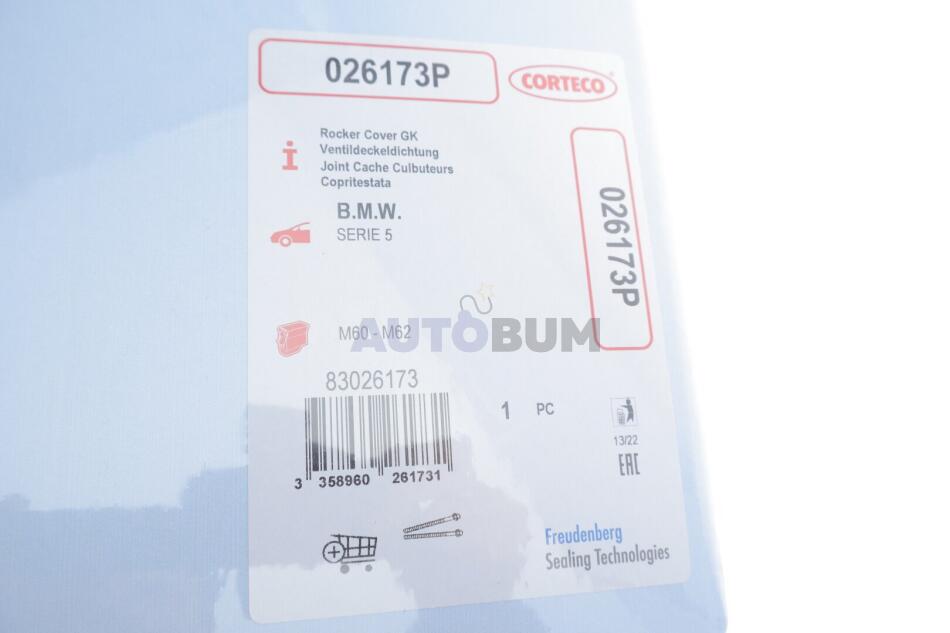 026173P
CORTECO®
Rocker Cover GK
Ventildeckeldichtung
Joint Cache Culbuteurs
Copritestata
026173P
B.M.W.
SERIE 5
M60 - M62
AUTOBUM
83026173
1 PC
3 358960 261731
13/22
EAC
Freudenberg
Sealing Technologies